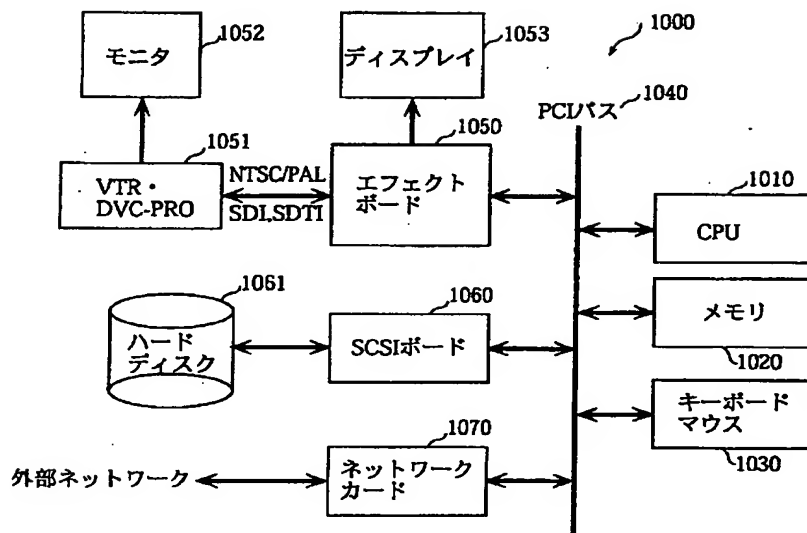 1052
モニタ
1053
ディスプレイ
1000
PCIバス
1040
1051
VTR・
DVC-PRO
NTSC/PAL
SDI,SDTI
1050
エフェクト
ボード
1010
CPU
1061
ハード
ディスク
1060
SCSIボード
メモリ
1020
キーボード
マウス
1030
1070
ネットワーク
カード
外部ネットワーク